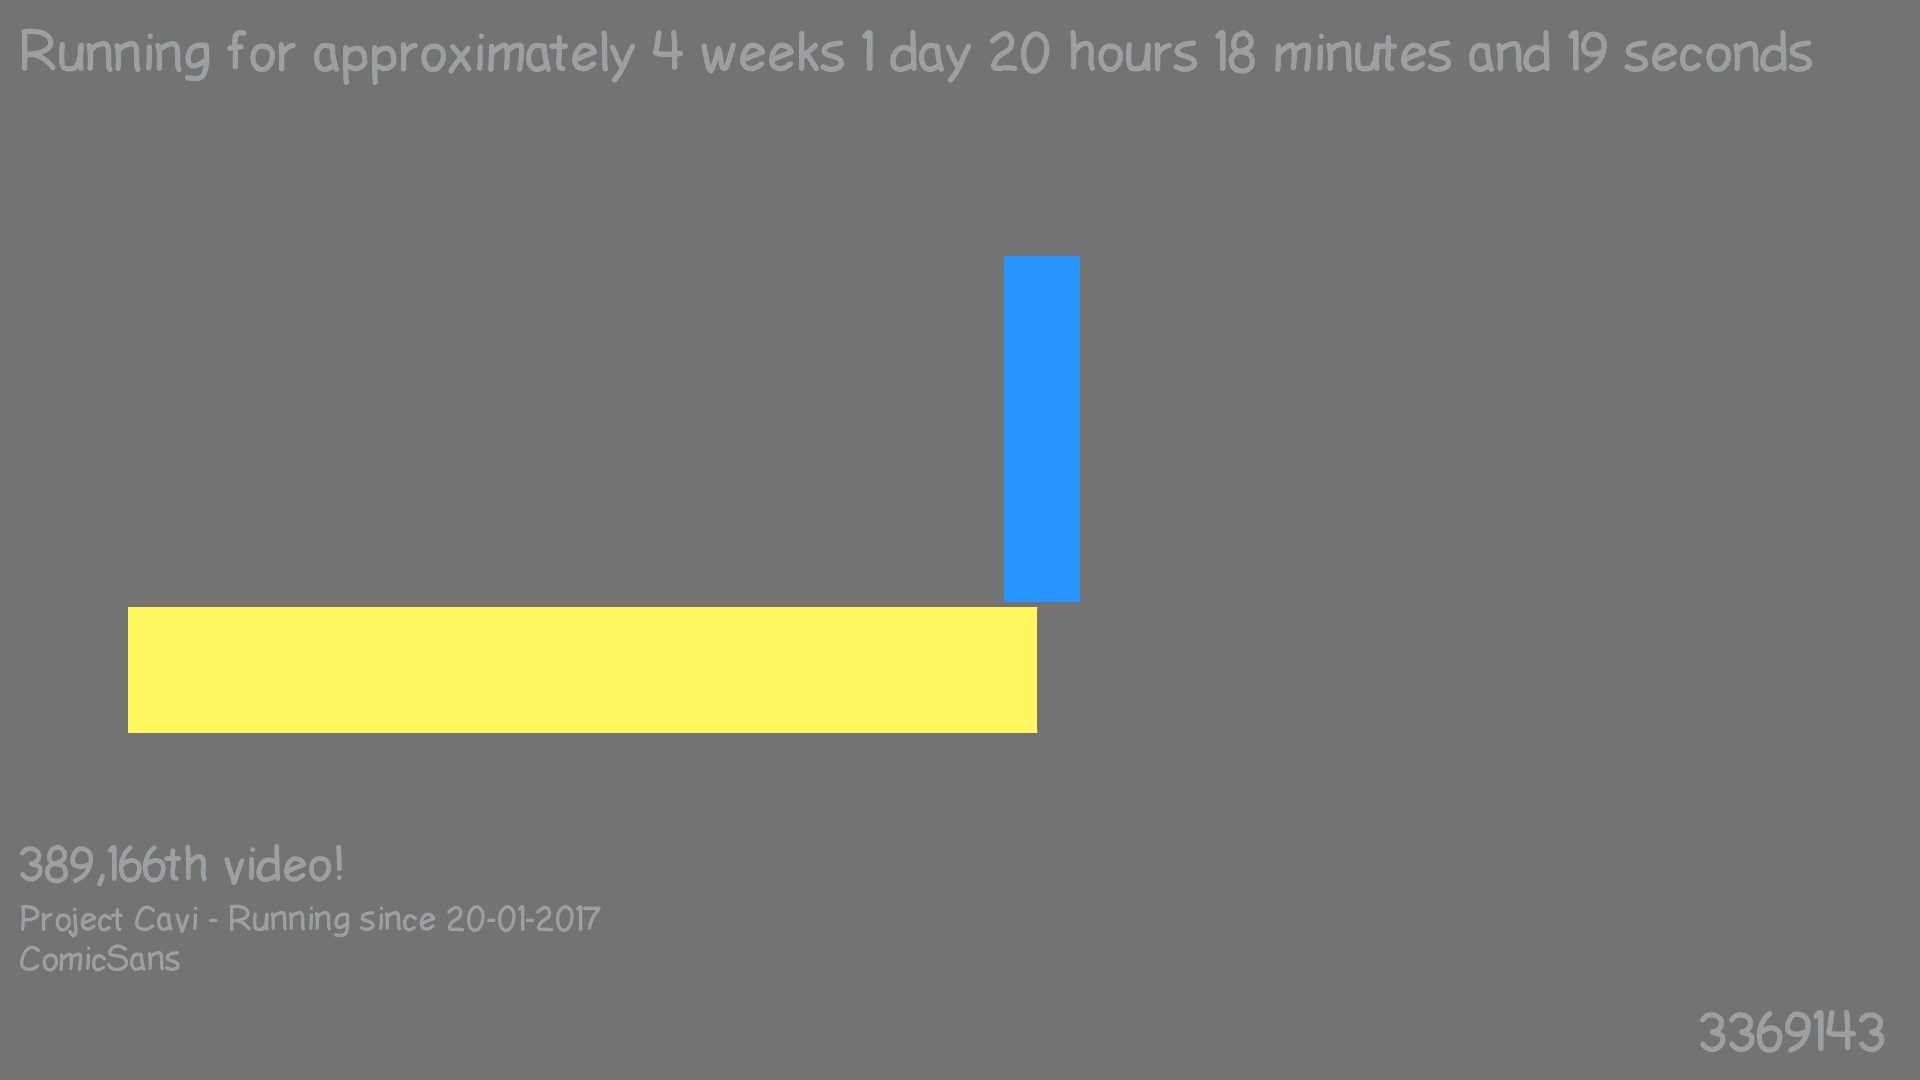 Running for approximately 4 weeks 1 day 20 hours 18 minutes and 19 seconds
389,166th video!
Project Cavi - Running since 20-01-2017
ComicSans
3369143